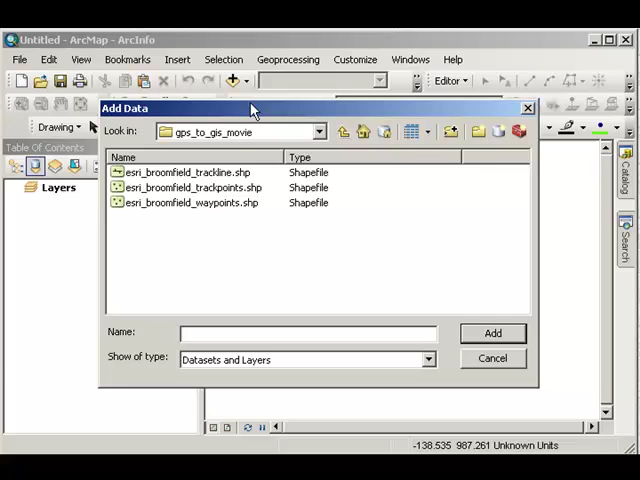 Untitled - ArcMap - ArcInfo
File Edit View Bookmarks Insert Selection Geoprocessing Customize Windows Help
Editor
Add Data
Look in: gps_to_gis_movie
Drawing
Table Of Contents
Layers
Name Type
esri_broomfield_trackline.shp Shapefile
esri_broomfield_trackpoints.shp Shapefile
esri_broomfield_waypoints.shp Shapefile
Name:
Add
Show of type: Datasets and Layers
Cancel
Catalog
Search
-138.535 987.261 Unknown Units